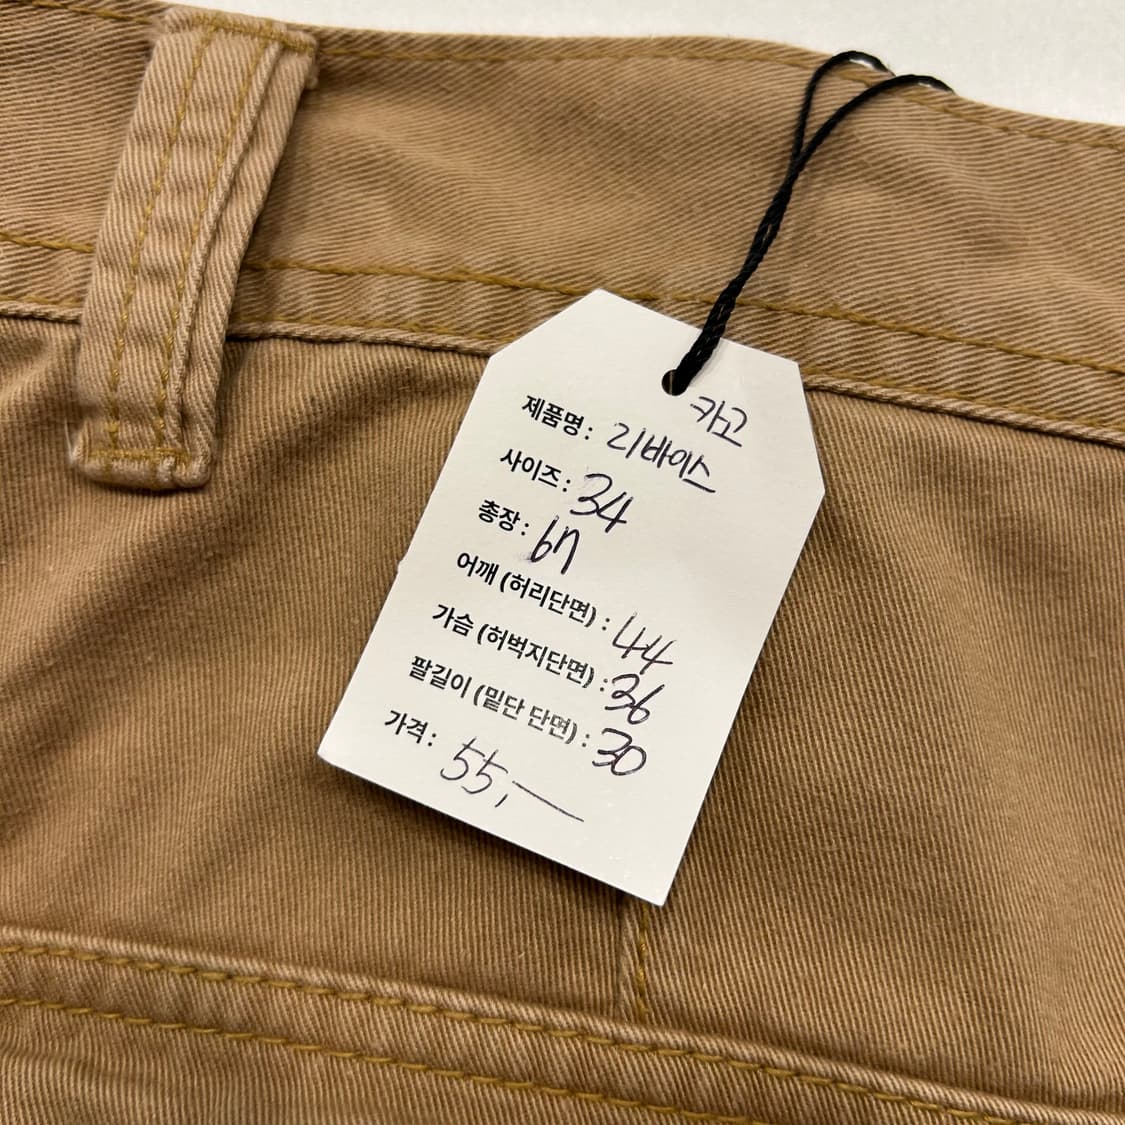 카고
제품명: 리바이스
사이즈: 34
총장: 67
어깨 (허리단면) : 44
가슴 (허벅지단면) : 36
팔길이 (밑단 단면) : 30
가격: 55,—